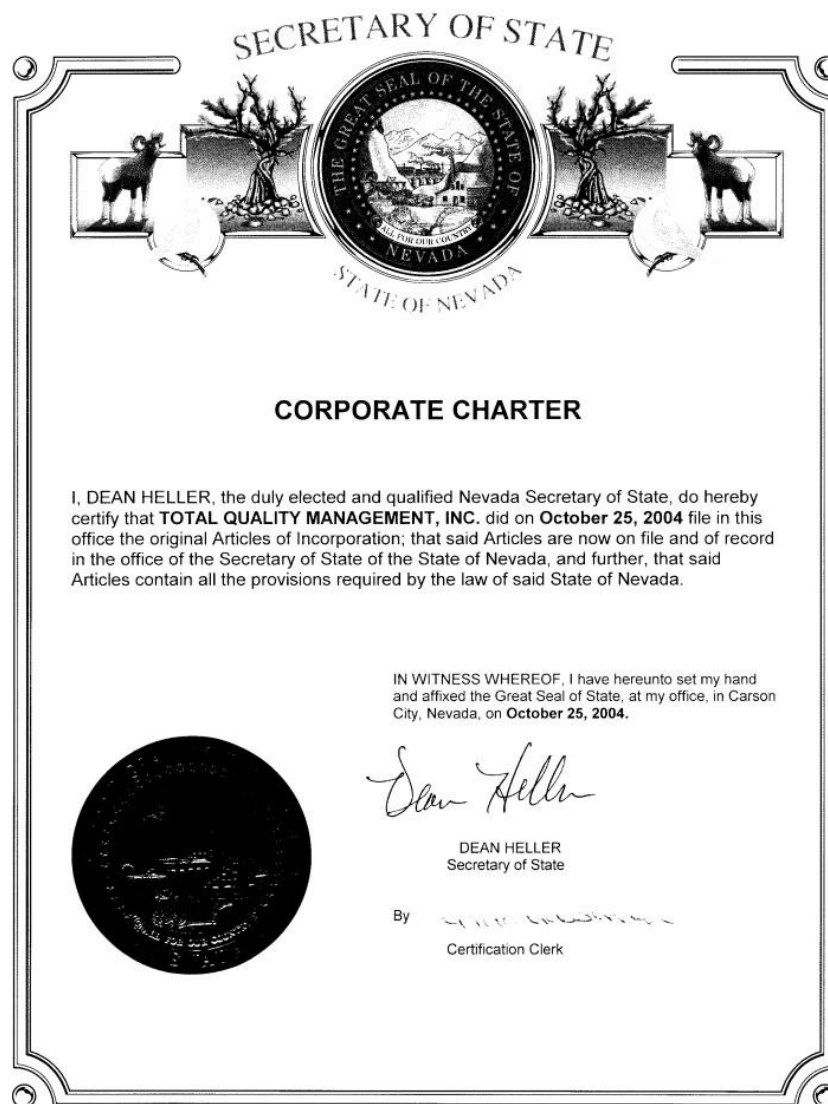 SECRETARY OF STATE
THE GREAT SEAL OF THE STATE OF
ALL FOR OUR COUNTRY
NEVADA
STATE OF NEVADA
CORPORATE CHARTER
I, DEAN HELLER, the duly elected and qualified Nevada Secretary of State, do hereby
certify that TOTAL QUALITY MANAGEMENT, INC. did on October 25, 2004 file in this
office the original Articles of Incorporation; that said Articles are now on file and of record
in the office of the Secretary of State of the State of Nevada, and further, that said
Articles contain all the provisions required by the law of said State of Nevada.
IN WITNESS WHEREOF, I have hereunto set my hand
and affixed the Great Seal of State, at my office, in Carson
City, Nevada, on October 25, 2004.
Dean Heller
DEAN HELLER
Secretary of State
By
Certification Clerk
FOR OUR COUNTRY